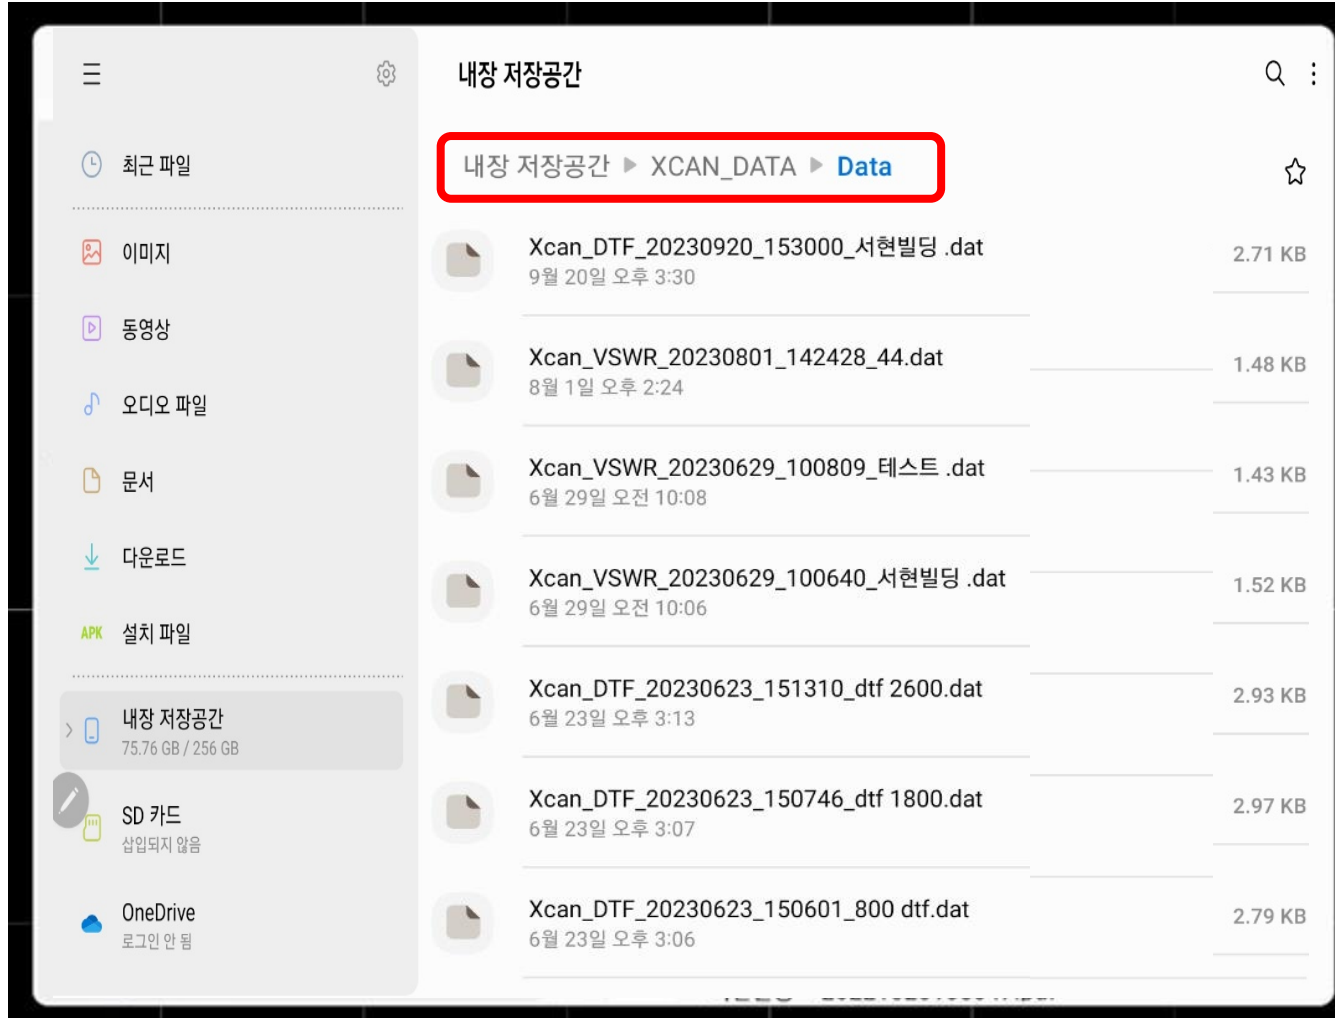 내장 저장공간
최근 파일
이미지
동영상
오디오 파일
문서
다운로드
APK 설치 파일
내장 저장공간
75.76 GB / 256 GB
SD 카드
삽입되지 않음
OneDrive
로그인 안 됨
내장 저장공간 ▶ XCAN_DATA ▶ Data
Xcan_DTF_20230920_153000_서현빌딩 .dat
9월 20일 오후 3:30
2.71 KB
Xcan_VSWR_20230801_142428_44.dat
8월 1일 오후 2:24
1.48 KB
Xcan_VSWR_20230629_100809_테스트 .dat
6월 29일 오전 10:08
1.43 KB
Xcan_VSWR_20230629_100640_서현빌딩 .dat
6월 29일 오전 10:06
1.52 KB
Xcan_DTF_20230623_151310_dtf 2600.dat
6월 23일 오후 3:13
2.93 KB
Xcan_DTF_20230623_150746_dtf 1800.dat
6월 23일 오후 3:07
2.97 KB
Xcan_DTF_20230623_150601_800 dtf.dat
6월 23일 오후 3:06
2.79 KB